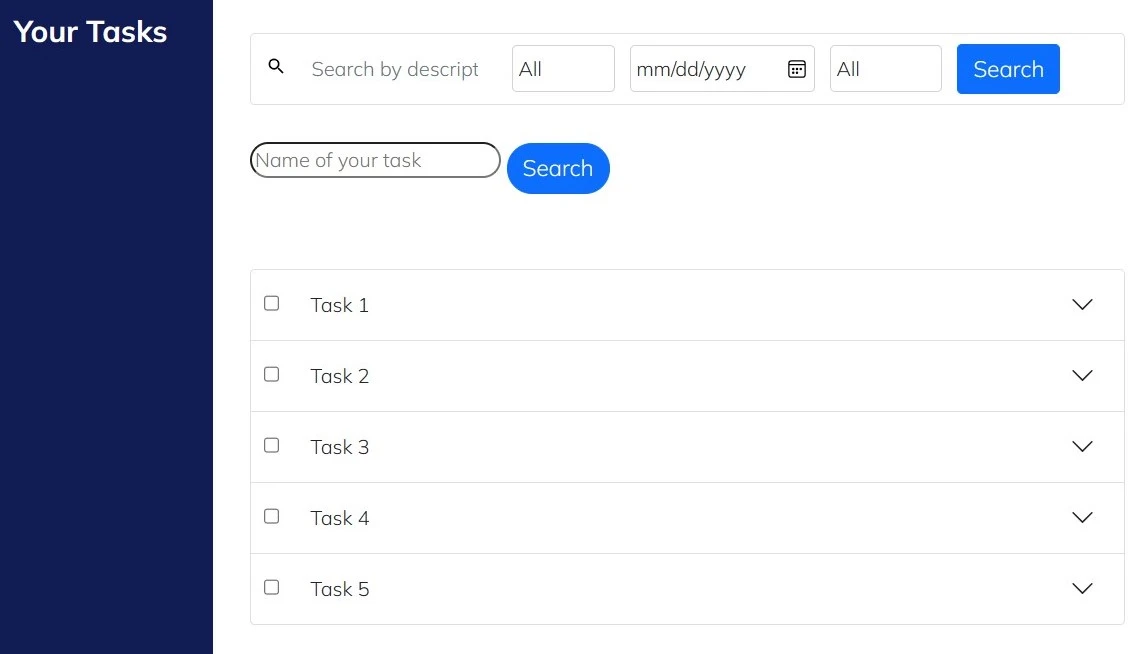 Your Tasks
Search by descript All mm/dd/yyyy All Search
Name of your task Search
Task 1
Task 2
Task 3
Task 4
Task 5